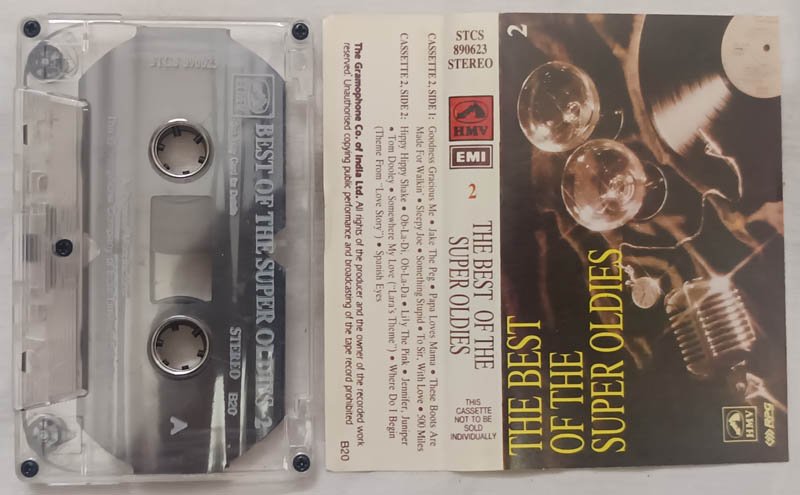 STCS 890623
HMV
BEST OF THE SUPER OLDIES-2
STEREO B20
A
The Gramophone Co. of India Ltd. All rights of the producer and the owner of the recorded work
reserved. Unauthorised copying public performance and broadcasting of the tape record prohibited
B20
CASSETTE 2, SIDE 1: Goodness Gracious Me • Jake The Peg • Papa Loves Mama • These Boots Are
Made For Walkin' • Sleepy Joe • Something Stupid • To Sir, With Love • 500 Miles
CASSETTE 2, SIDE 2: Hippy Hippy Shake • Ob-La-Di, Ob-La-Da • Lily The Pink • Jennifer, Juniper
• Tom Dooley • Somewhere My Love ("Lara's Theme") • Where Do I Begin
(Theme From "Love Story") • Spanish Eyes
STCS
890623
STEREO
HMV
EMI
2
THE BEST OF THE
SUPER OLDIES
THIS
CASSETTE
NOT TO BE
SOLD
INDIVIDUALLY
2
THE BEST
OF THE
SUPER OLDIES
HMV
RPG